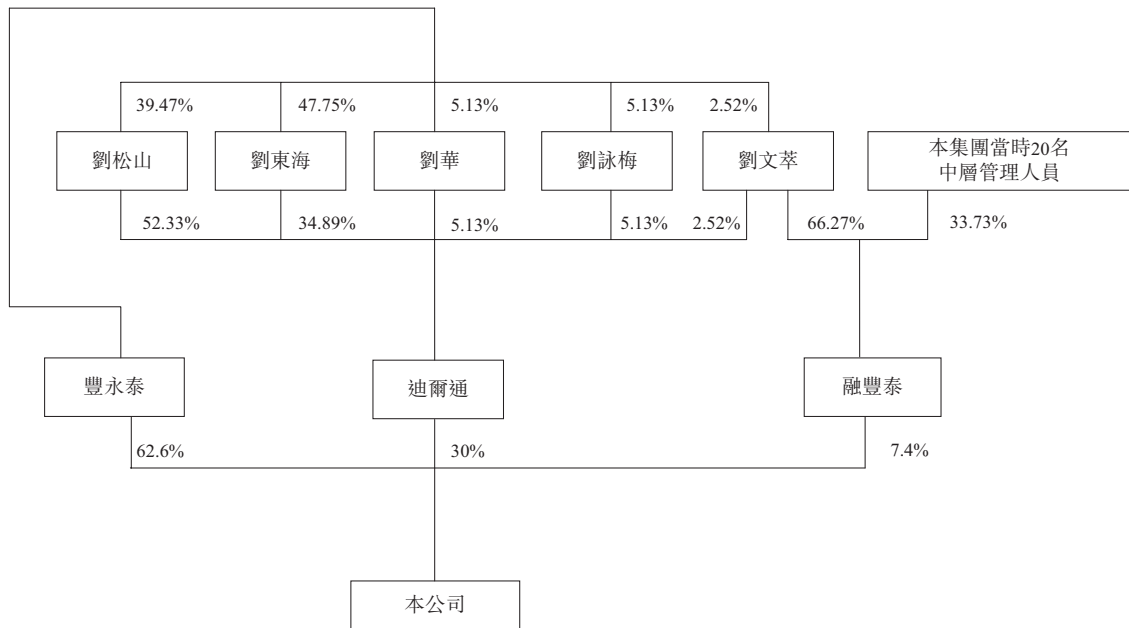 39.47%
47.75%
5.13%
5.13%
2.52%
劉松山
劉東海
劉華
劉詠梅
劉文萃
本集團當時20名
中層管理人員
52.33%
34.89%
5.13%
5.13%
2.52%
66.27%
33.73%
豐永泰
迪爾通
融豐泰
62.6%
30%
7.4%
本公司